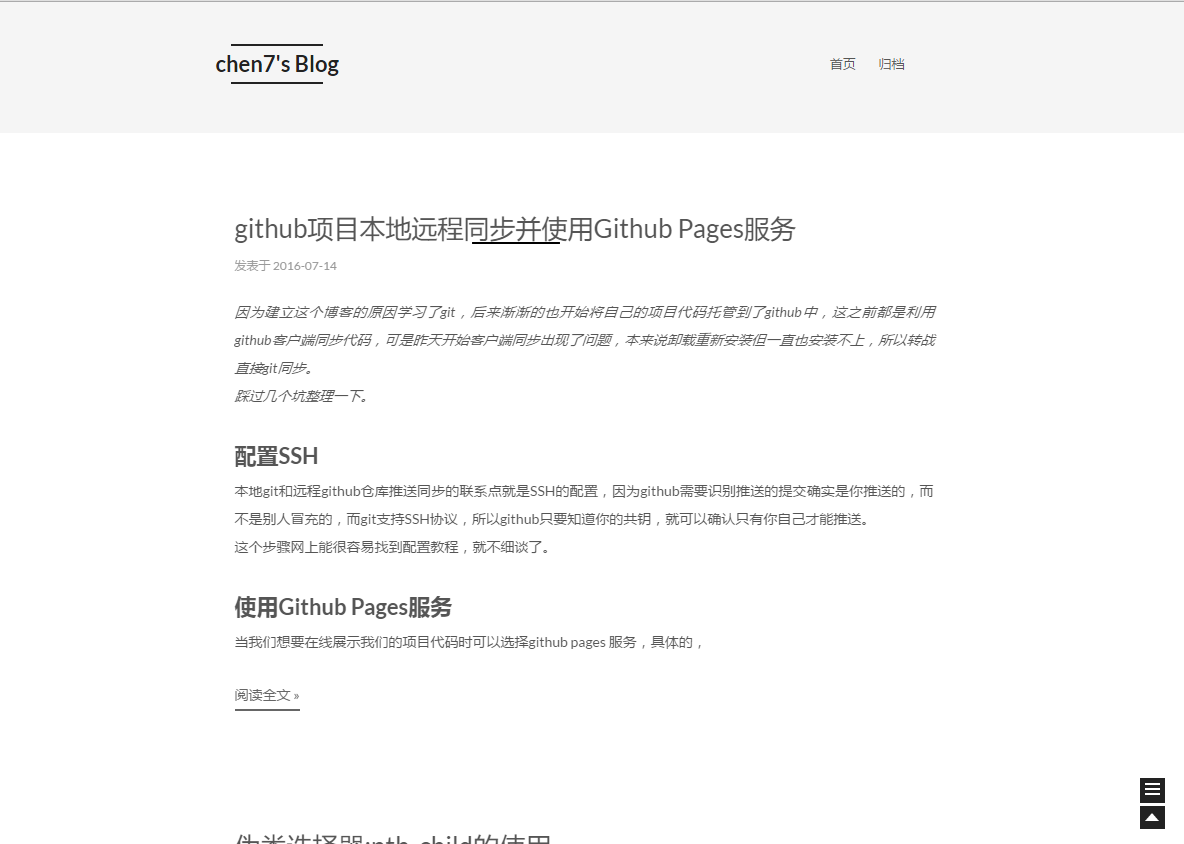 chen7's Blog
首页 归档
github项目本地远程同步并使用Github Pages服务
发表于 2016-07-14
因为建立这个博客的原因学习了git，后来渐渐的也开始将自己的项目代码托管到了github中，这之前都是利用
github客户端同步代码，可是昨天开始客户端同步出现了问题，本来说卸载重新安装但一直也安装不上，所以转战
直接git同步。
踩过几个坑整理一下。
配置SSH
本地git和远程github仓库推送同步的联系点就是SSH的配置，因为github需要识别推送的提交确实是你推送的，而
不是别人冒充的，而git支持SSH协议，所以github只要知道你的共钥，就可以确认只有你自己才能推送。
这个步骤网上能很容易找到配置教程，就不细谈了。
使用Github Pages服务
当我们想要在线展示我们的项目代码时可以选择github pages 服务，具体的，
阅读全文 »
伪类选择器:nth-child的使用